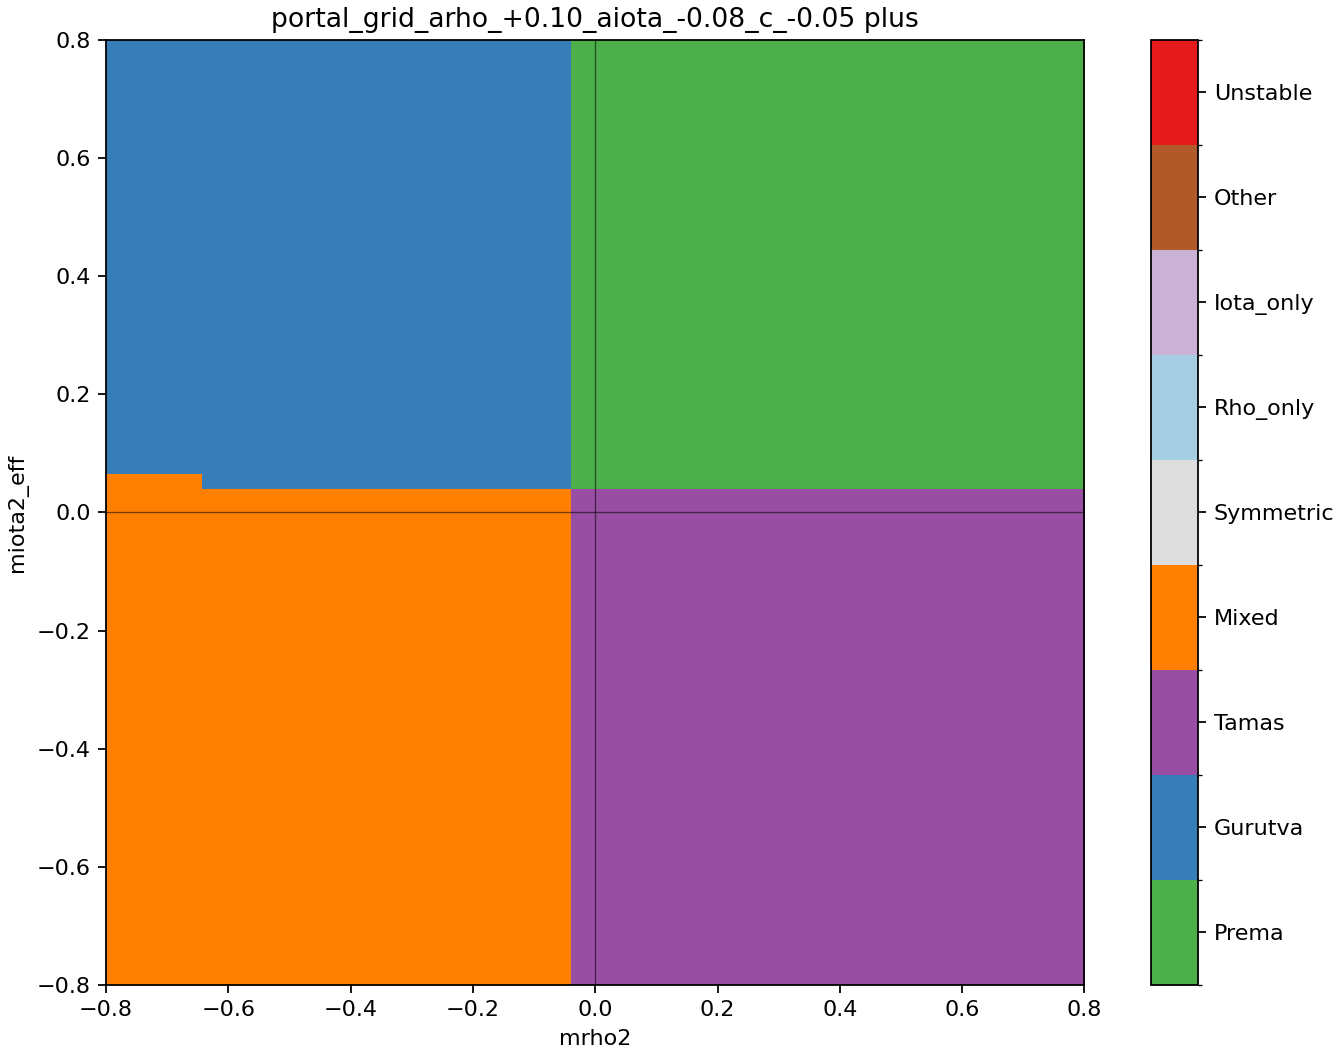 portal_grid_arho_+0.10_aiota_-0.08_c_-0.05 plus
0.8
0.6
0.4
0.2
0.0
−0.2
−0.4
−0.6
−0.8
miota2_eff
−0.8 −0.6 −0.4 −0.2 0.0 0.2 0.4 0.6 0.8
mrho2
Unstable
Other
Iota_only
Rho_only
Symmetric
Mixed
Tamas
Gurutva
Prema